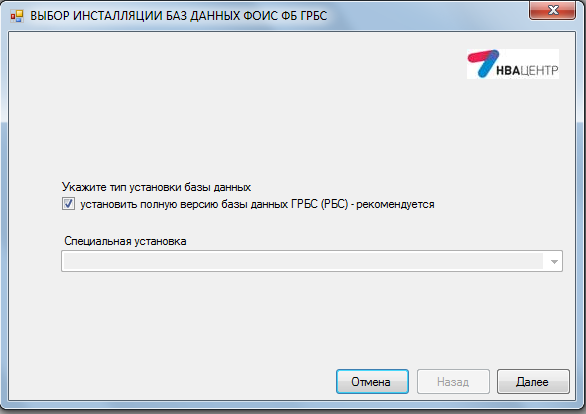 ВЫБОР ИНСТАЛЛЯЦИИ БАЗ ДАННЫХ ФОИС ФБ ГРБС
НВАЦЕНТР
Укажите тип установки базы данных
установить полную версию базы данных ГРБС (РБС) - рекомендуется
Специальная установка
Отмена Назад Далее